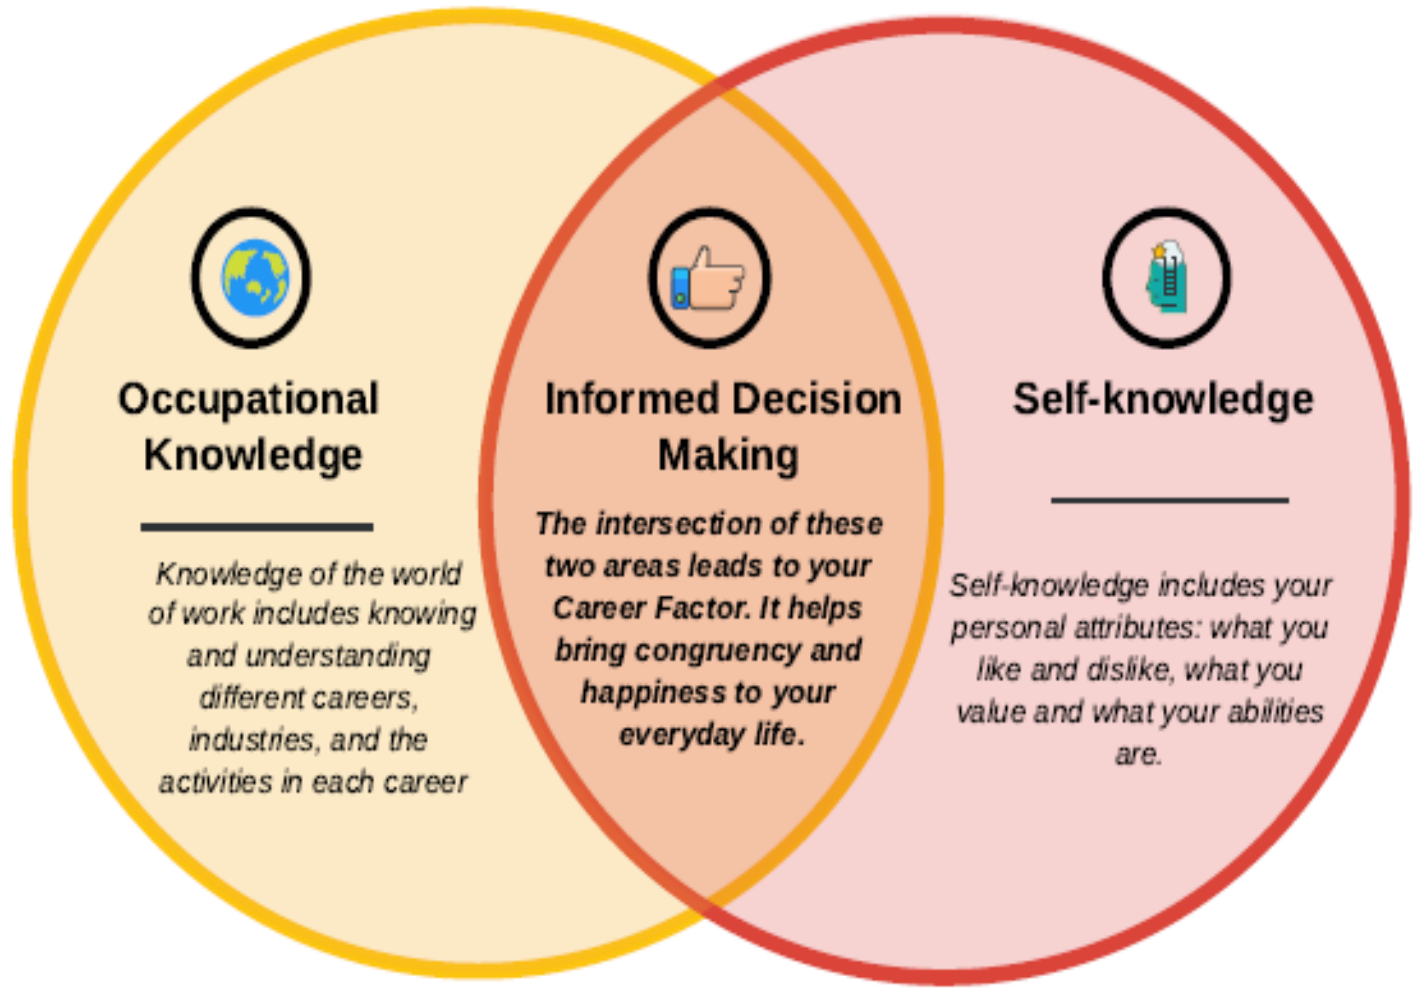 Occupational
Knowledge
Knowledge of the world
of work includes knowing
and understanding
different careers,
industries, and the
activities in each career
Informed Decision
Making
The intersection of these
two areas leads to your
Career Factor. It helps
bring congruency and
happiness to your
everyday life.
Self-knowledge
Self-knowledge includes your
personal attributes: what you
like and dislike, what you
value and what your abilities
are.